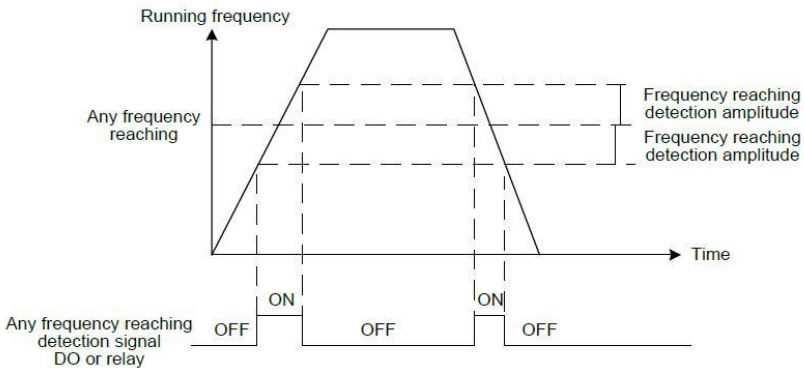 Running frequency
Frequency reaching
detection amplitude
Any frequency
reaching
Frequency reaching
detection amplitude
Time
ON
ON
Any frequency reaching
detection signal
DO or relay
OFF
OFF
OFF